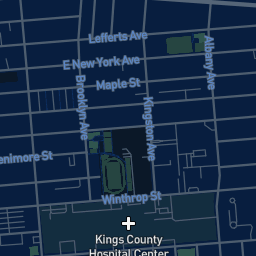 Lefferts Ave
E New York Ave
Albany Ave
Maple St
Brooklyn Ave
Kingston Ave
enimore St
Winthrop St
Kings County
Hospital Center